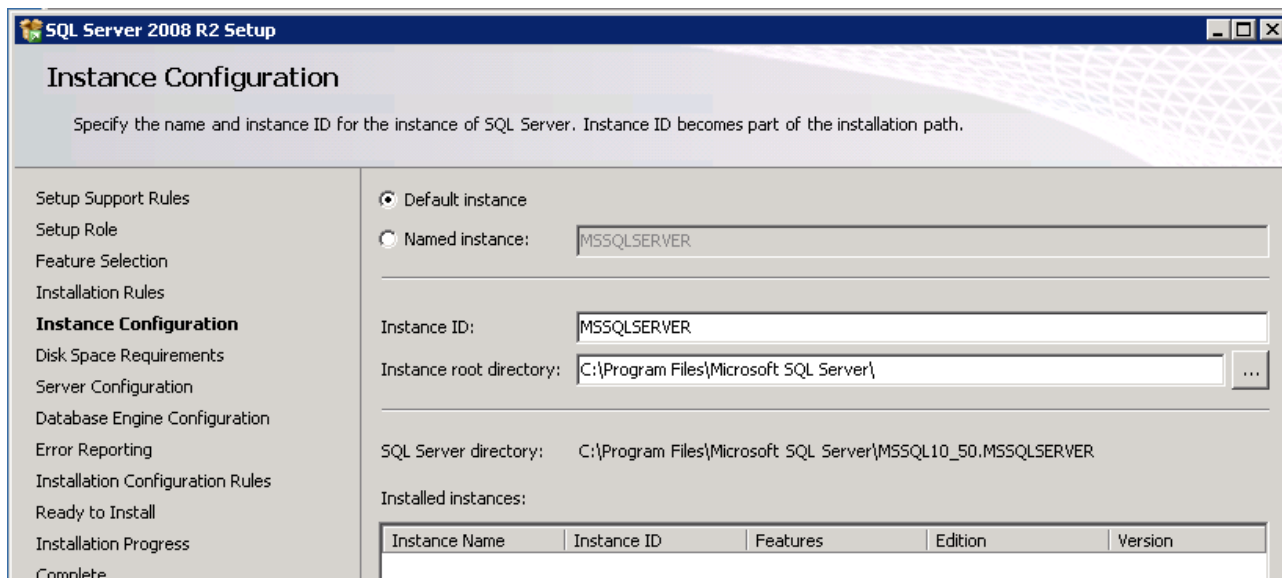 SQL Server 2008 R2 Setup
Instance Configuration
Specify the name and instance ID for the instance of SQL Server. Instance ID becomes part of the installation path.
Setup Support Rules
Setup Role
Feature Selection
Installation Rules
Instance Configuration
Disk Space Requirements
Server Configuration
Database Engine Configuration
Error Reporting
Installation Configuration Rules
Ready to Install
Installation Progress
Complete
Default instance
Named instance: MSSQLSERVER
Instance ID: MSSQLSERVER
Instance root directory: C:\Program Files\Microsoft SQL Server\ ...
SQL Server directory: C:\Program Files\Microsoft SQL Server\MSSQL10_50.MSSQLSERVER
Installed instances:
Instance Name Instance ID Features Edition Version